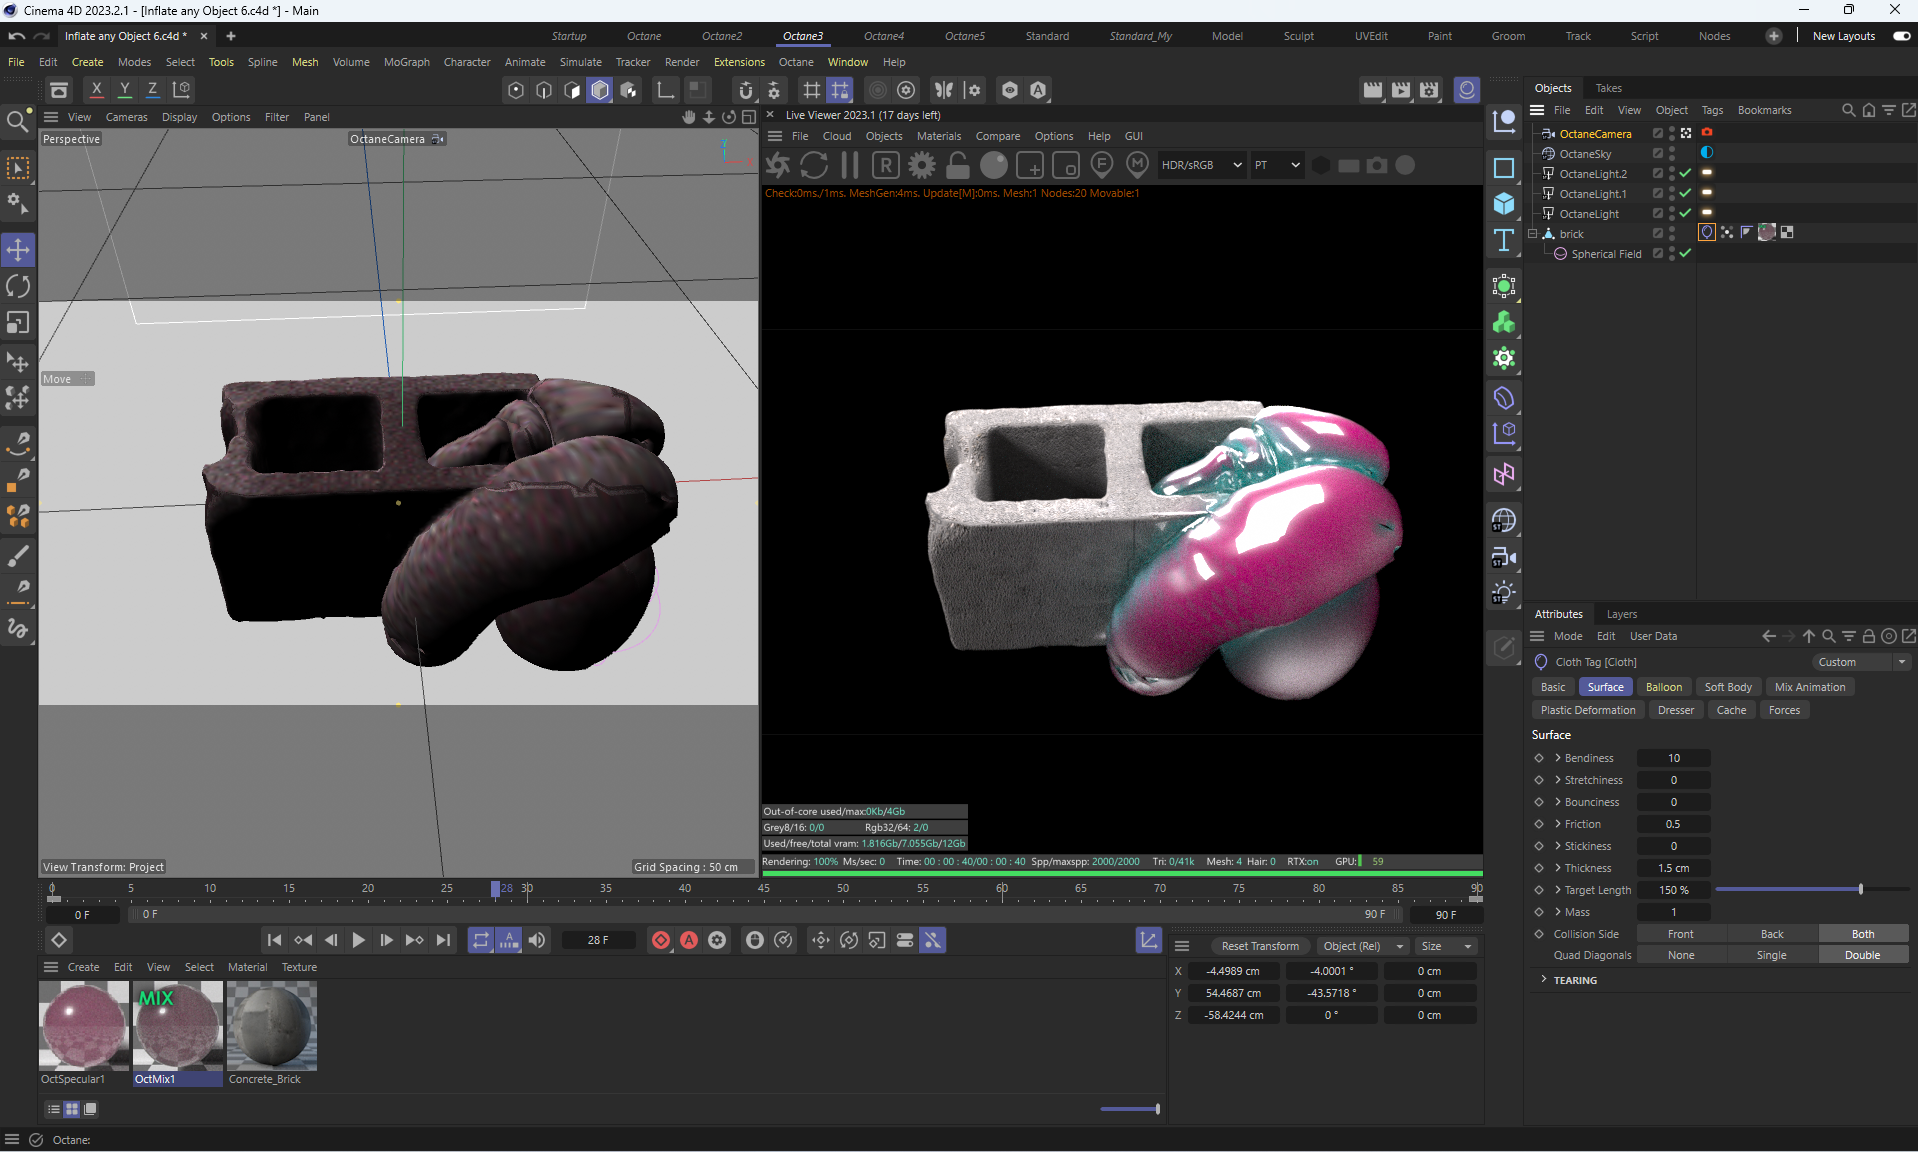 Cinema 4D 2023.2.1 - [Inflate any Object 6.c4d *] - Main
Inflate any Object 6.c4d * × +
Startup Octane Octane2 Octane3 Octane4 Octane5 Standard Standard_My Model Sculpt UVEdit Paint Groom Track Script Nodes New Layouts
File Edit Create Modes Select Tools Spline Mesh Volume MoGraph Character Animate Simulate Tracker Render Extensions Octane Window Help
X Y Z
View Cameras Display Options Filter Panel
Perspective
OctaneCamera
Move
View Transform: Project
Grid Spacing : 50 cm
Live Viewer 2023.1 (17 days left)
File Cloud Objects Materials Compare Options Help GUI
HDR/sRGB PT
Check:0ms./1ms. MeshGen:4ms. Update[M]:0ms. Mesh:1 Nodes:20 Movable:1
Out-of-core used/max:0Kb/4Gb
Grey8/16: 0/0 Rgb32/64: 2/0
Used/free/total vram: 1.816Gb/7.055Gb/12Gb
Rendering: 100% Ms/sec: 0 Time: 00 : 00 : 40/00 : 00 : 40 Spp/maxspp: 2000/2000 Tri: 0/41k Mesh: 4 Hair: 0 RTX:on GPU: 59
0 5 10 15 20 25 28 30 35 40 45 50 55 60 65 70 75 80 85 90
0 F 0 F 90 F 90 F
28 F
Create Edit View Select Material Texture
MIX
OctSpecular1 OctMix1 Concrete_Brick
Reset Transform Object (Rel) Size
X -4.4989 cm -4.0001 ° 0 cm
Y 54.4687 cm -43.5718 ° 0 cm
Z -58.4244 cm 0 ° 0 cm
Octane:
Objects Takes
File Edit View Object Tags Bookmarks
OctaneCamera
OctaneSky
OctaneLight.2
OctaneLight.1
OctaneLight
brick
Spherical Field
Attributes Layers
Mode Edit User Data
Cloth Tag [Cloth] Custom
Basic Surface Balloon Soft Body Mix Animation
Plastic Deformation Dresser Cache Forces
Surface
Bendiness 10
Stretchiness 0
Bounciness 0
Friction 0.5
Stickiness 0
Thickness 1.5 cm
Target Length 150 %
Mass 1
Collision Side Front Back Both
Quad Diagonals None Single Double
TEARING